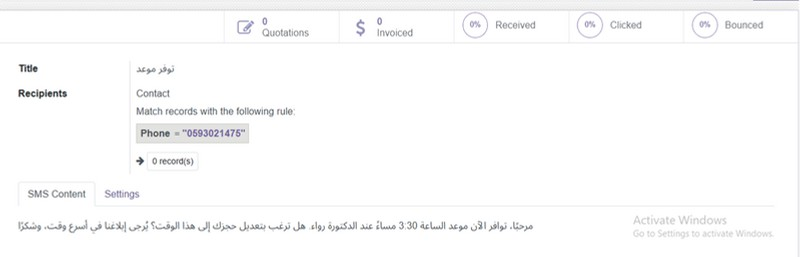 0
Quotations
0
Invoiced
0%
Received
0%
Clicked
0%
Bounced
Title
توفر موعد
Recipients
Contact
Match records with the following rule:
Phone = "0593021475"
0 record(s)
SMS Content
Settings
مرحبًا، توافر الآن موعد الساعة 3:30 مساءً عند الدكتورة رواء. هل ترغب بتعديل حجزك إلى هذا الوقت؟ يُرجى إبلاغنا في أسرع وقت، وشكرًا
Activate Windows
Go to Settings to activate Windows.